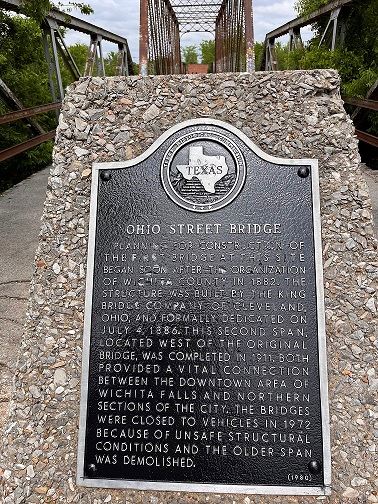 TEXAS
OHIO STREET BRIDGE
PLANNING FOR CONSTRUCTION OF
THE FIRST BRIDGE AT THIS SITE
BEGAN SOON AFTER THE ORGANIZATION
OF WICHITA COUNTY IN 1882. THE
STRUCTURE WAS BUILT BY THE KING
BRIDGE COMPANY OF CLEVELAND,
OHIO, AND FORMALLY DEDICATED ON
JULY 4, 1886. THIS SECOND SPAN,
LOCATED WEST OF THE ORIGINAL
BRIDGE, WAS COMPLETED IN 1911. BOTH
PROVIDED A VITAL CONNECTION
BETWEEN THE DOWNTOWN AREA OF
WICHITA FALLS AND NORTHERN
SECTIONS OF THE CITY. THE BRIDGES
WERE CLOSED TO VEHICLES IN 1972
BECAUSE OF UNSAFE STRUCTURAL
CONDITIONS AND THE OLDER SPAN
WAS DEMOLISHED.
(1980)